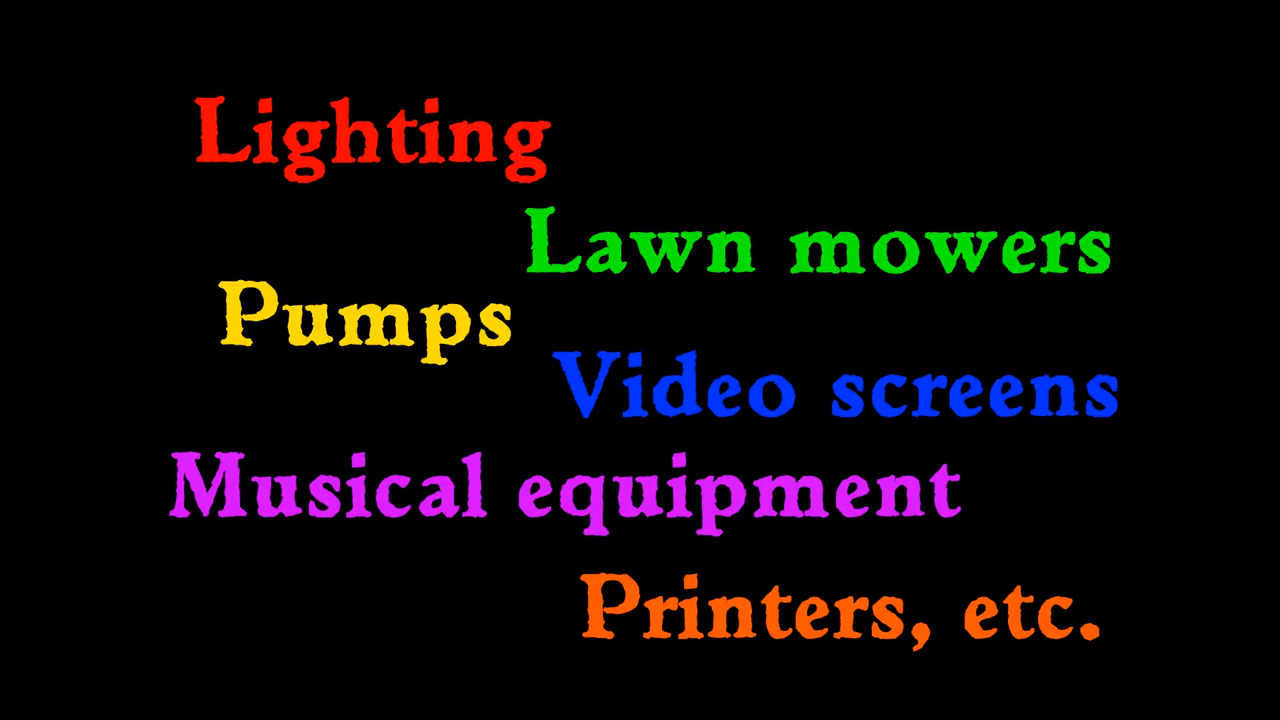 Lighting
Lawn mowers
Pumps
Video screens
Musical equipment
Printers, etc.